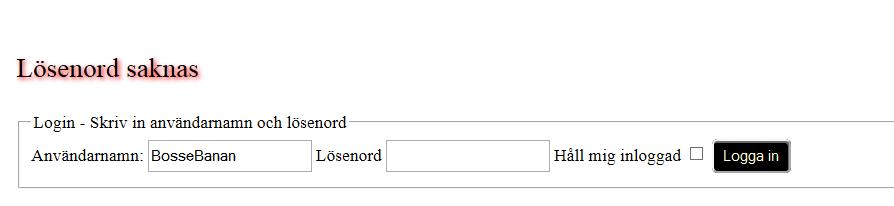 Lösenord saknas
Login - Skriv in användarnamn och lösenord
Användarnamn: BosseBanan Lösenord Håll mig inloggad Logga in